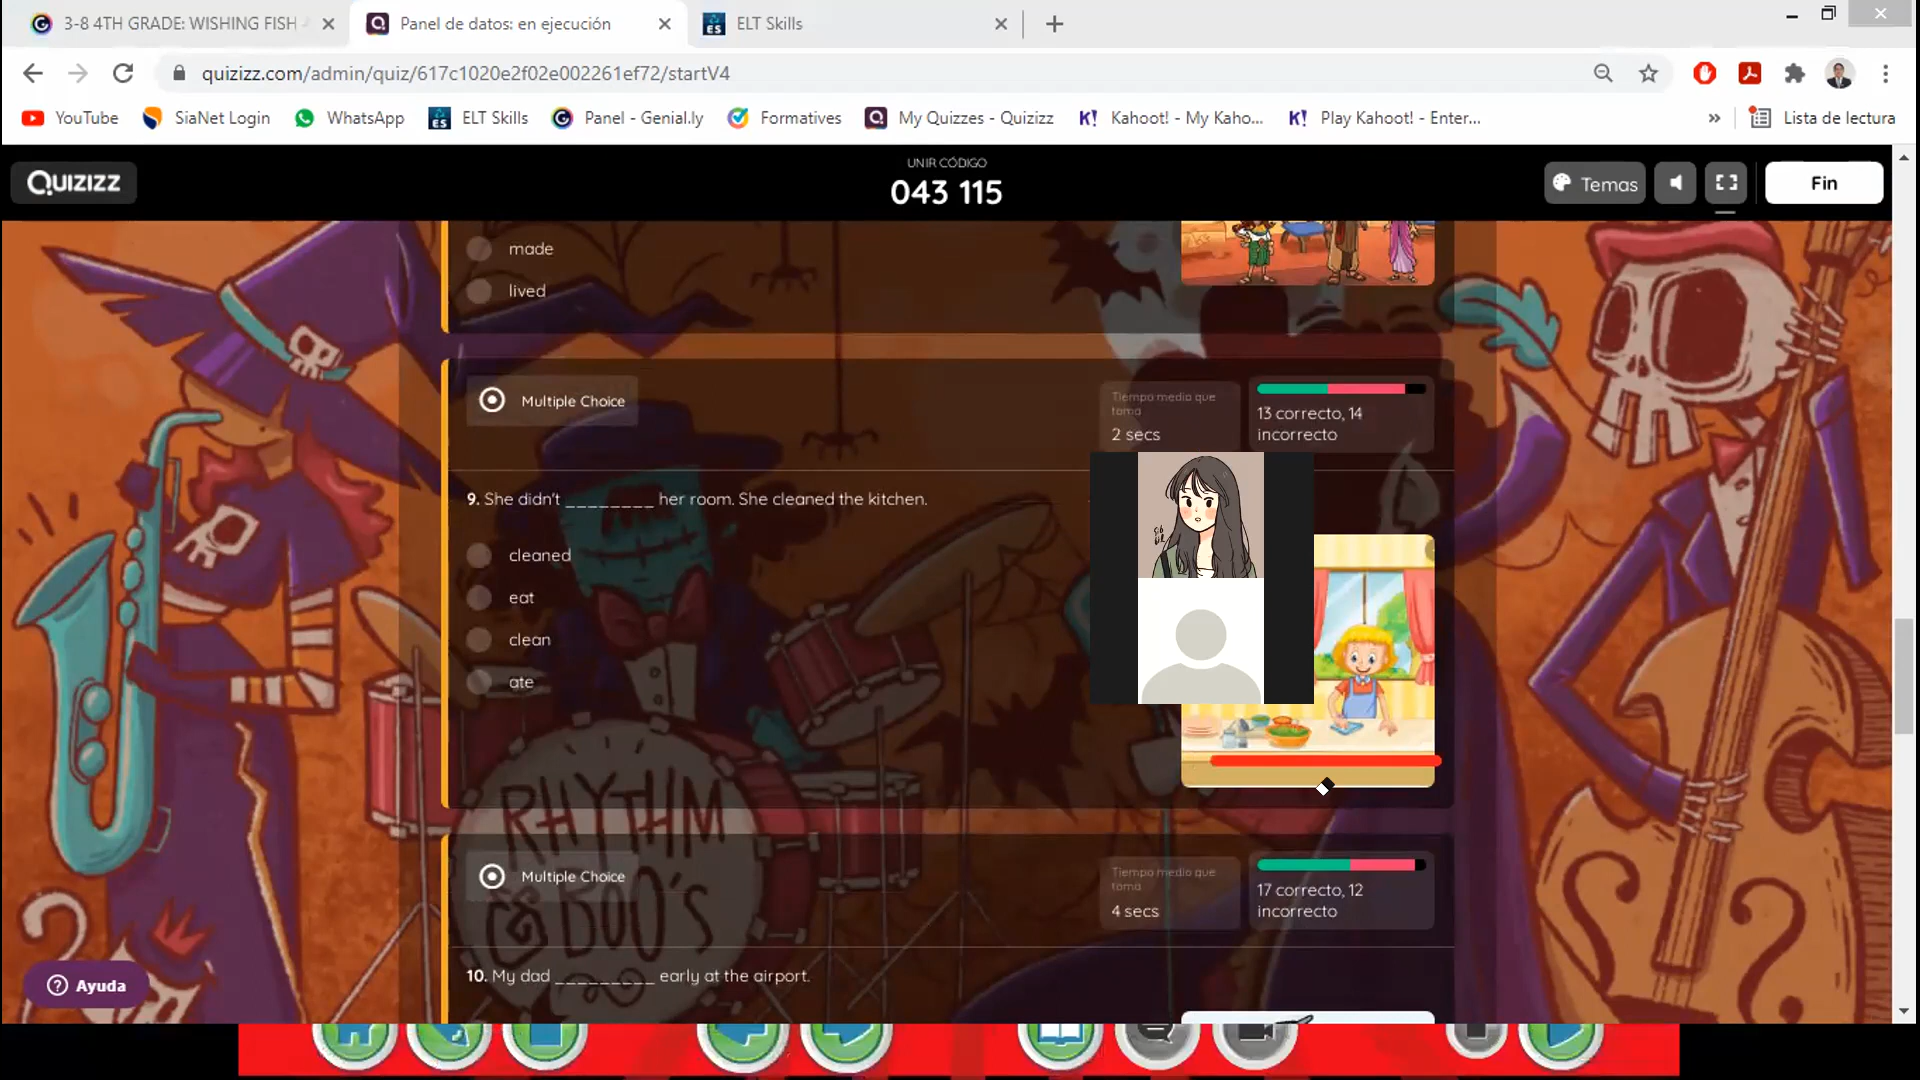 3-8 4TH GRADE: WISHING FISH
Panel de datos: en ejecución
ELT Skills
quizizz.com/admin/quiz/617c1020e2f02e002261ef72/startV4
YouTube
SiaNet Login
WhatsApp
ELT Skills
Panel - Genial.ly
Formatives
My Quizzes - Quizizz
Kahoot! - My Kaho...
Play Kahoot! - Enter...
»
Lista de lectura
QUIZIZZ
UNIR CÓDIGO
043 115
Temas
Fin
made
lived
Multiple Choice
Tiempo medio que
toma
2 secs
13 correcto, 14
incorrecto
9. She didn't ________ her room. She cleaned the kitchen.
cleaned
eat
clean
ate
RHYTHM
& BOO'S
Multiple Choice
Tiempo medio que
toma
4 secs
17 correcto, 12
incorrecto
10. My dad _________ early at the airport.
Ayuda